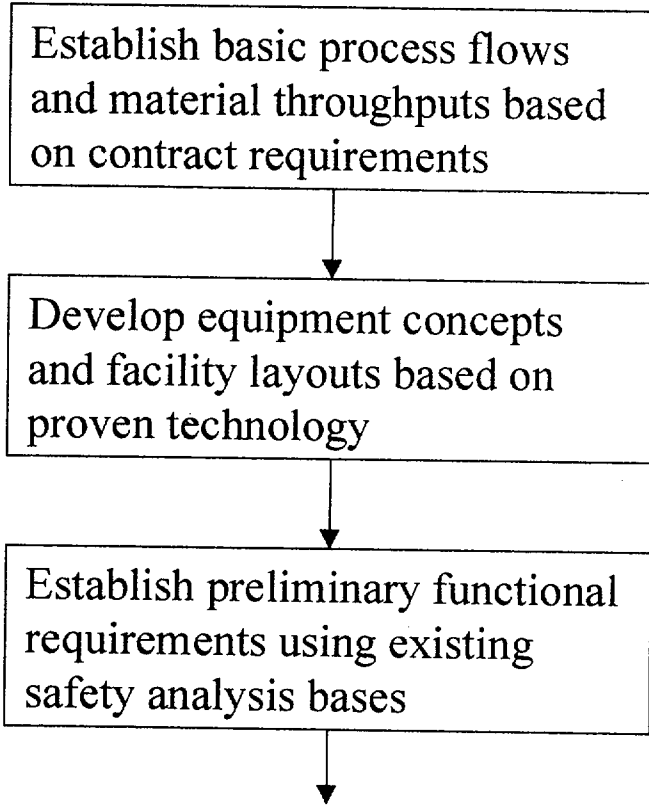 Establish basic process flows
and material throughputs based
on contract requirements
Develop equipment concepts
and facility layouts based on
proven technology
Establish preliminary functional
requirements using existing
safety analysis bases